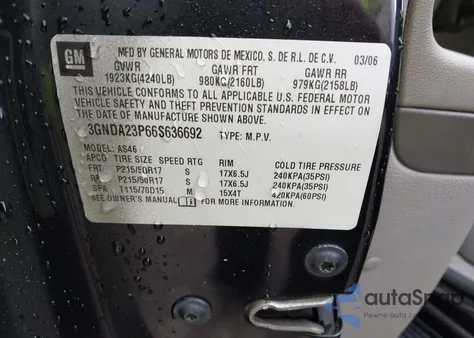 GM
MFD BY GENERAL MOTORS DE MEXICO, S. DE R.L. DE C.V. 03/06
GVWR GAWR FRT GAWR RR
1923KG(4240LB) 980KG(2160LB) 979KG(2158LB)
THIS VEHICLE CONFORMS TO ALL APPLICABLE U.S. FEDERAL MOTOR
VEHICLE SAFETY AND THEFT PREVENTION STANDARDS IN EFFECT ON
THE DATE OF MANUFACTURE SHOWN ABOVE.
3GNDA23P66S636692 TYPE: M.P.V.
MODEL: AS46
APCO TIRE SIZE SPEED RTG RIM COLD TIRE PRESSURE
FRT P215/50R17 S 17X6.5J 240KPA(35PSI)
RR P215/50R17 S 17X6.5J 240KPA(35PSI)
SPA T115/70D15 M 15X4T 420KPA(60PSI)
SEE OWNER'S MANUAL FOR MORE INFORMATION
autaSnap
Pewne auta z